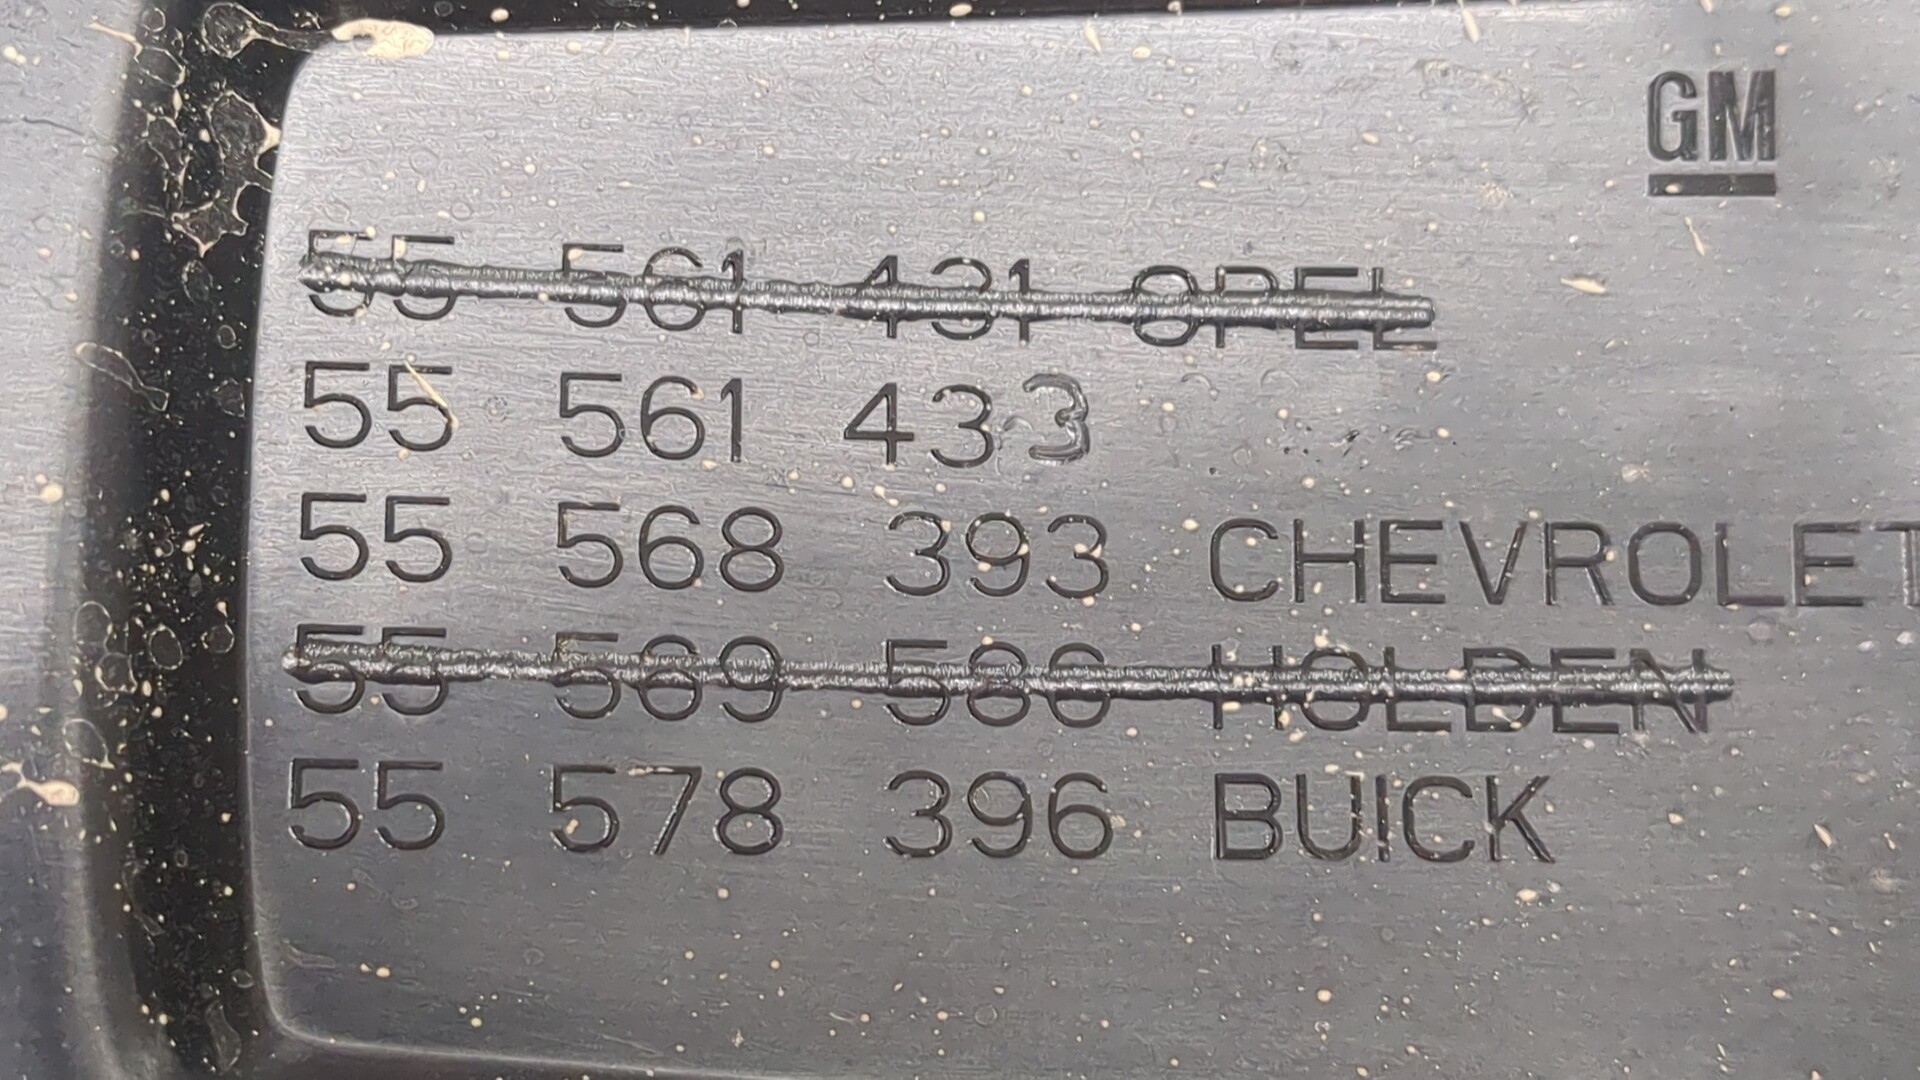 GM
55 561 431 OPEL
55 561 433
55 568 393 CHEVROLET
55 569 586 HOLDEN
55 578 396 BUICK